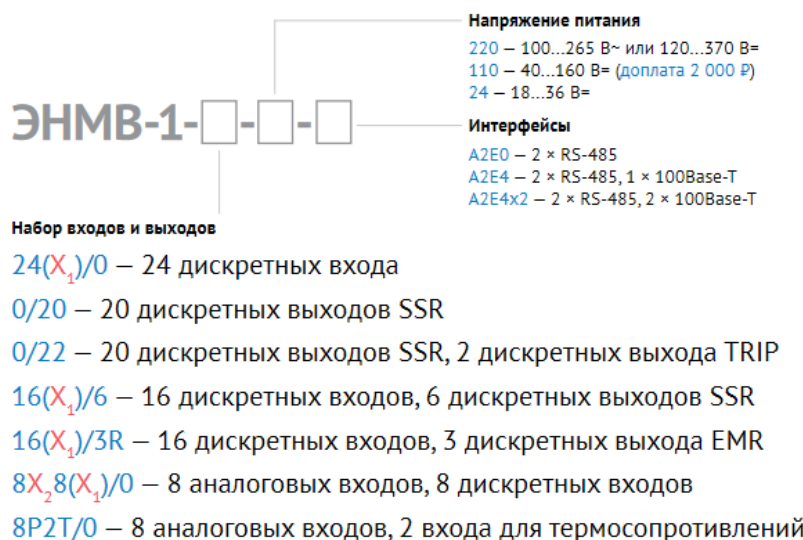 Напряжение питания
220 – 100...265 В~ или 120...370 В=
110 – 40...160 В= (доплата 2 000 ₽)
24 – 18...36 В=
ЭНМВ-1-□-□-□
Интерфейсы
A2E0 – 2 × RS-485
A2E4 – 2 × RS-485, 1 × 100Base-T
A2E4x2 – 2 × RS-485, 2 × 100Base-T
Набор входов и выходов
24(X₁)/0 – 24 дискретных входа
0/20 – 20 дискретных выходов SSR
0/22 – 20 дискретных выходов SSR, 2 дискретных выхода TRIP
16(X₁)/6 – 16 дискретных входов, 6 дискретных выходов SSR
16(X₁)/3R – 16 дискретных входов, 3 дискретных выхода EMR
8X₂8(X₁)/0 – 8 аналоговых входов, 8 дискретных входов
8P2T/0 – 8 аналоговых входов, 2 входа для термосопротивлений